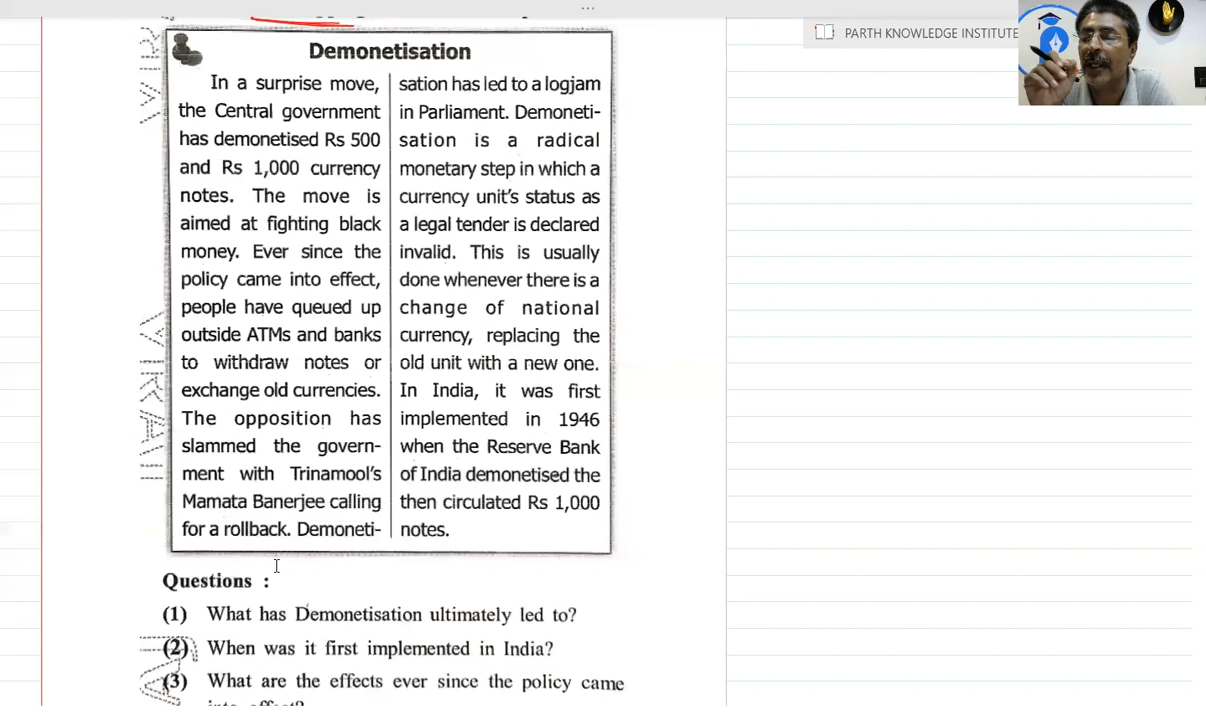 PARTH KNOWLEDGE INSTITUTE
Demonetisation
In a surprise move,
the Central government
has demonetised Rs 500
and Rs 1,000 currency
notes. The move is
aimed at fighting black
money. Ever since the
policy came into effect,
people have queued up
outside ATMs and banks
to withdraw notes or
exchange old currencies.
The opposition has
slammed the govern-
ment with Trinamool's
Mamata Banerjee calling
for a rollback. Demoneti-
sation has led to a logjam
in Parliament. Demoneti-
sation is a radical
monetary step in which a
currency unit's status as
a legal tender is declared
invalid. This is usually
done whenever there is a
change of national
currency, replacing the
old unit with a new one.
In India, it was first
implemented in 1946
when the Reserve Bank
of India demonetised the
then circulated Rs 1,000
notes.
Questions :
(1) What has Demonetisation ultimately led to?
(2) When was it first implemented in India?
(3) What are the effects ever since the policy came
into effect?